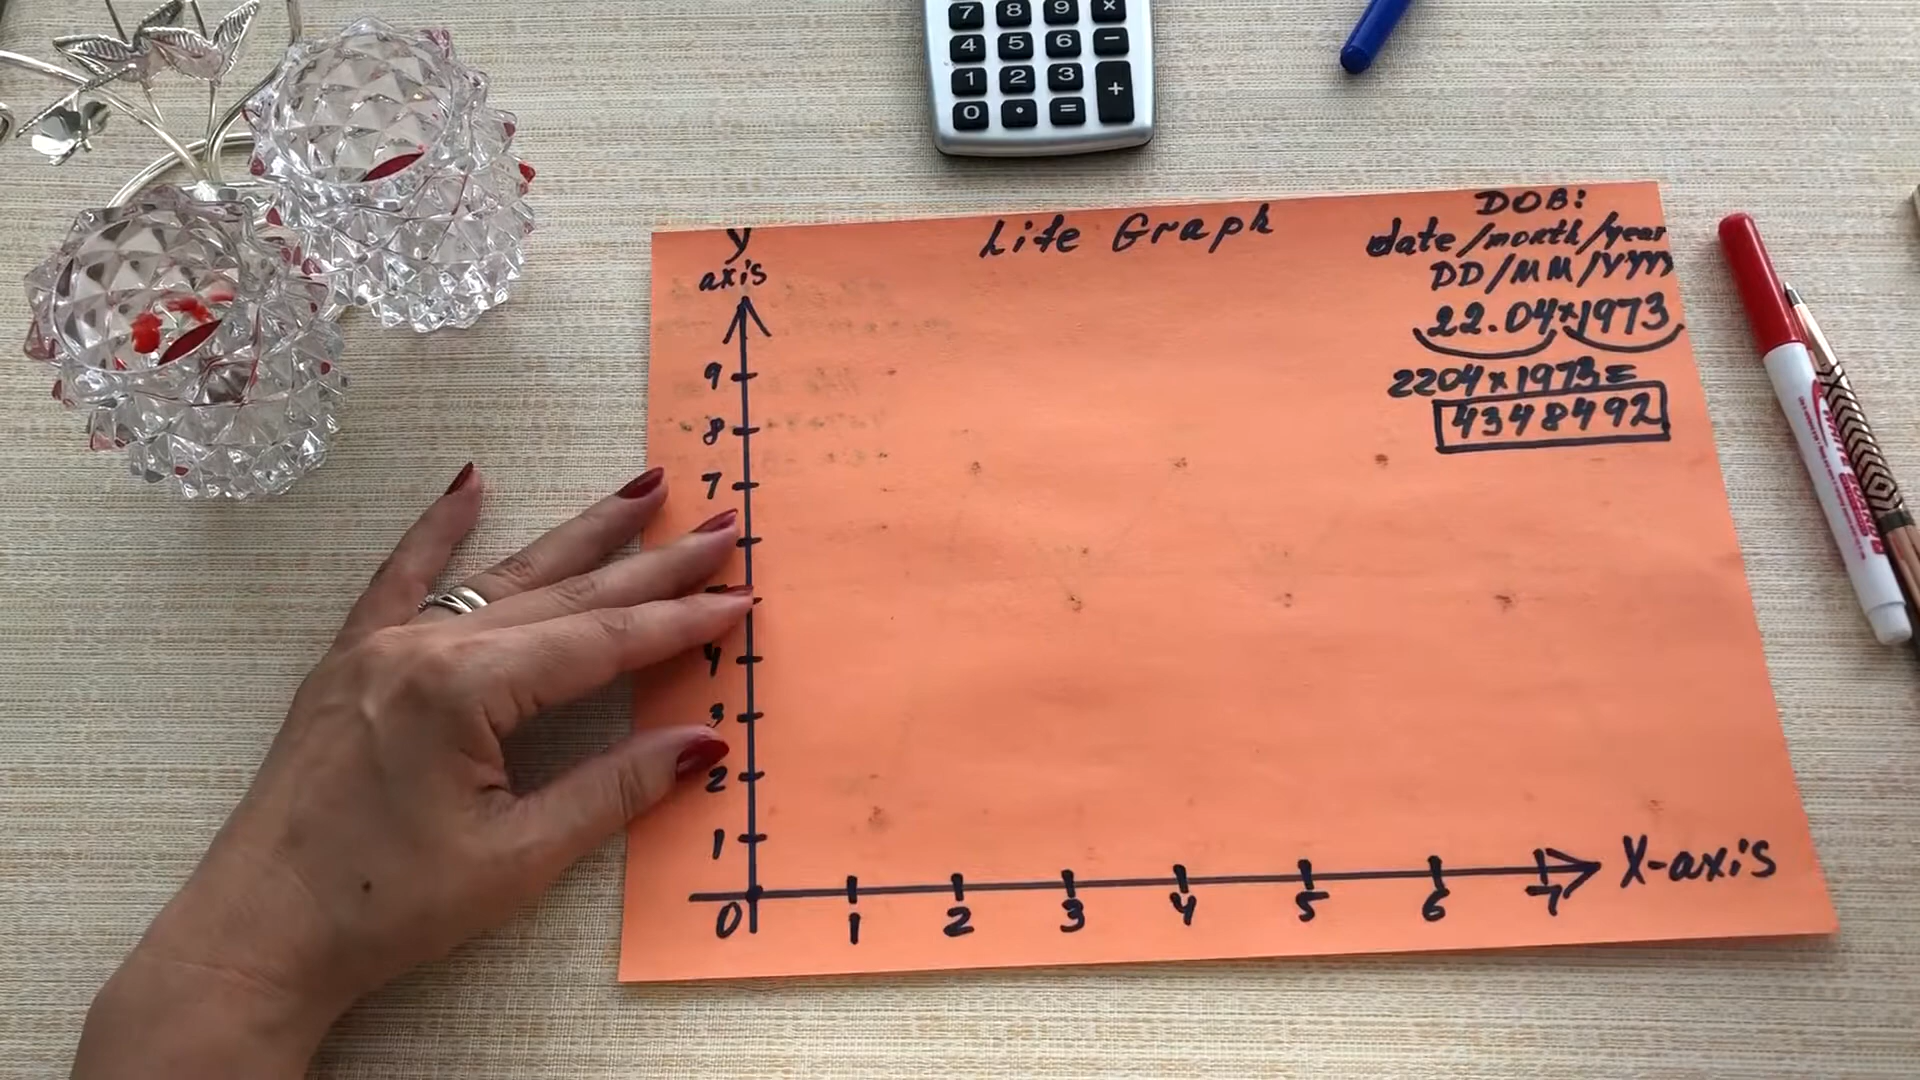 7 8 9 ×
4 5 6 −
1 2 3 +
0 . =
Life Graph
DOB:
date/month/year
DD/MM/YYYY
22.04×1973
2204×1973=
4348492
y
axis
9
8
7
4
3
2
1
0
1 2 3 4 5 6 7
X-axis